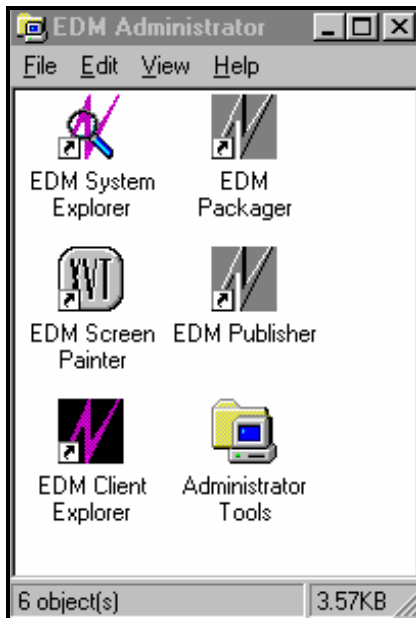 EDM Administrator
File Edit View Help
EDM System
Explorer
EDM
Packager
XVT
EDM Screen
Painter
EDM Publisher
EDM Client
Explorer
Administrator
Tools
6 object(s)
3.57KB